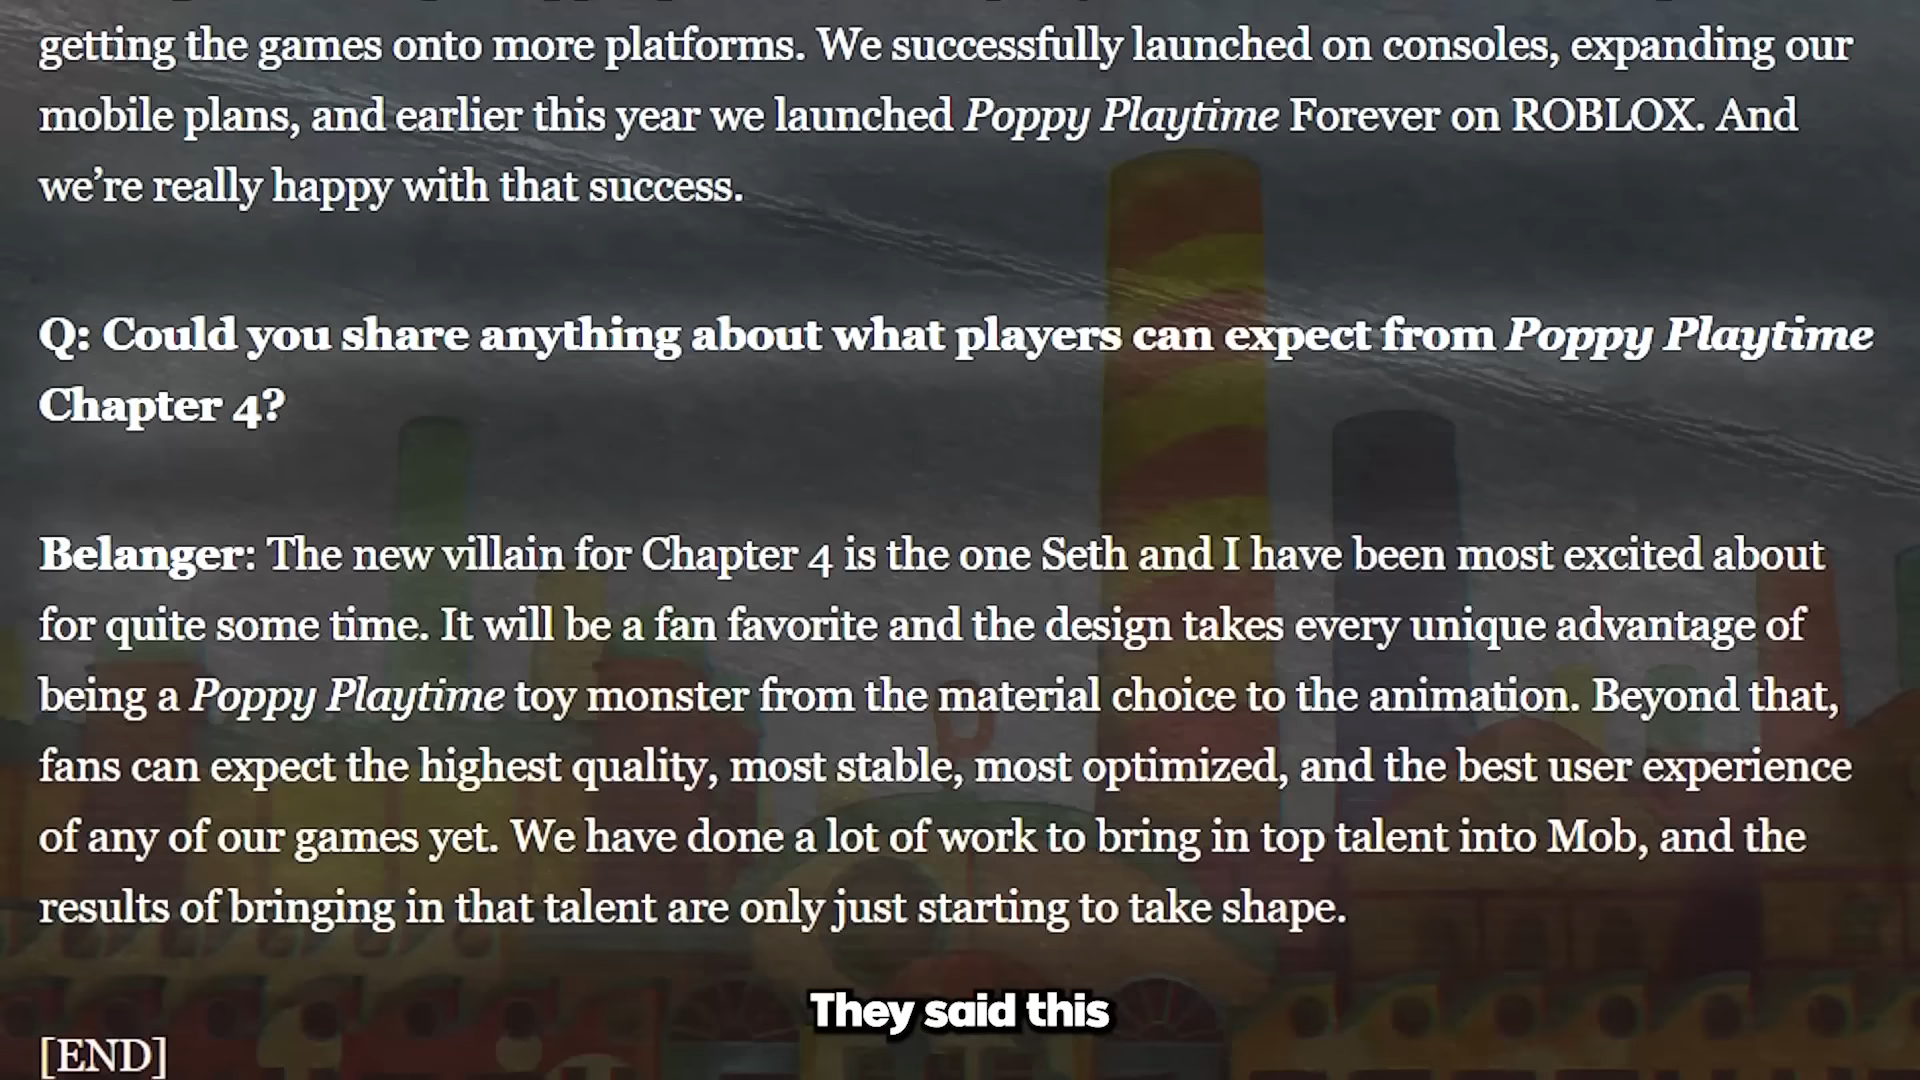 getting the games onto more platforms. We successfully launched on consoles, expanding our
mobile plans, and earlier this year we launched Poppy Playtime Forever on ROBLOX. And
we’re really happy with that success.
Q: Could you share anything about what players can expect from Poppy Playtime
Chapter 4?
Belanger: The new villain for Chapter 4 is the one Seth and I have been most excited about
for quite some time. It will be a fan favorite and the design takes every unique advantage of
being a Poppy Playtime toy monster from the material choice to the animation. Beyond that,
fans can expect the highest quality, most stable, most optimized, and the best user experience
of any of our games yet. We have done a lot of work to bring in top talent into Mob, and the
results of bringing in that talent are only just starting to take shape.
They said this
[END]